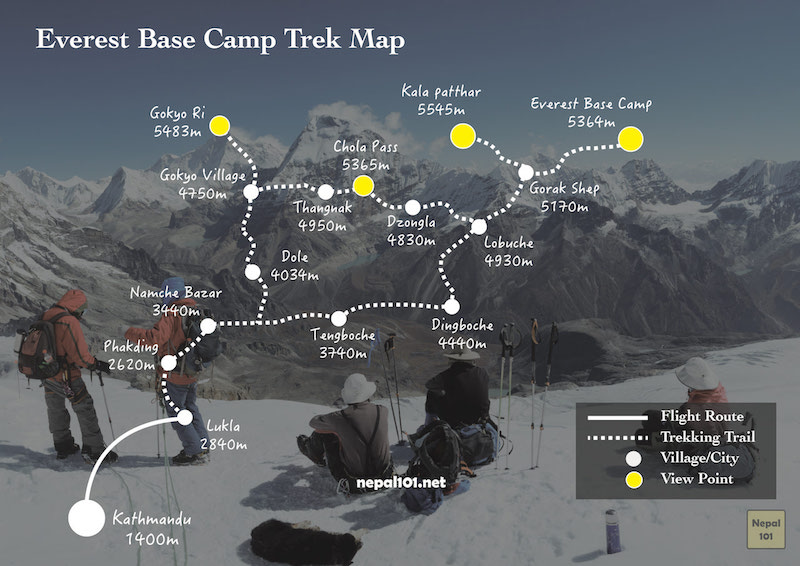 Everest Base Camp Trek Map
Kala patthar
5545m
Everest Base Camp
5364m
Gokyo Ri
5483m
Chola Pass
5365m
Gokyo Village
4750m
Thangnak
4950m
Dzongla
4830m
Gorak Shep
5170m
Lobuche
4930m
Dole
4034m
Namche Bazar
3440m
Tengboche
3740m
Dingboche
4440m
Phakding
2620m
Lukla
2840m
Flight Route
Trekking Trail
Village/City
View Point
nepal101.net
Kathmandu
1400m
Nepal
101